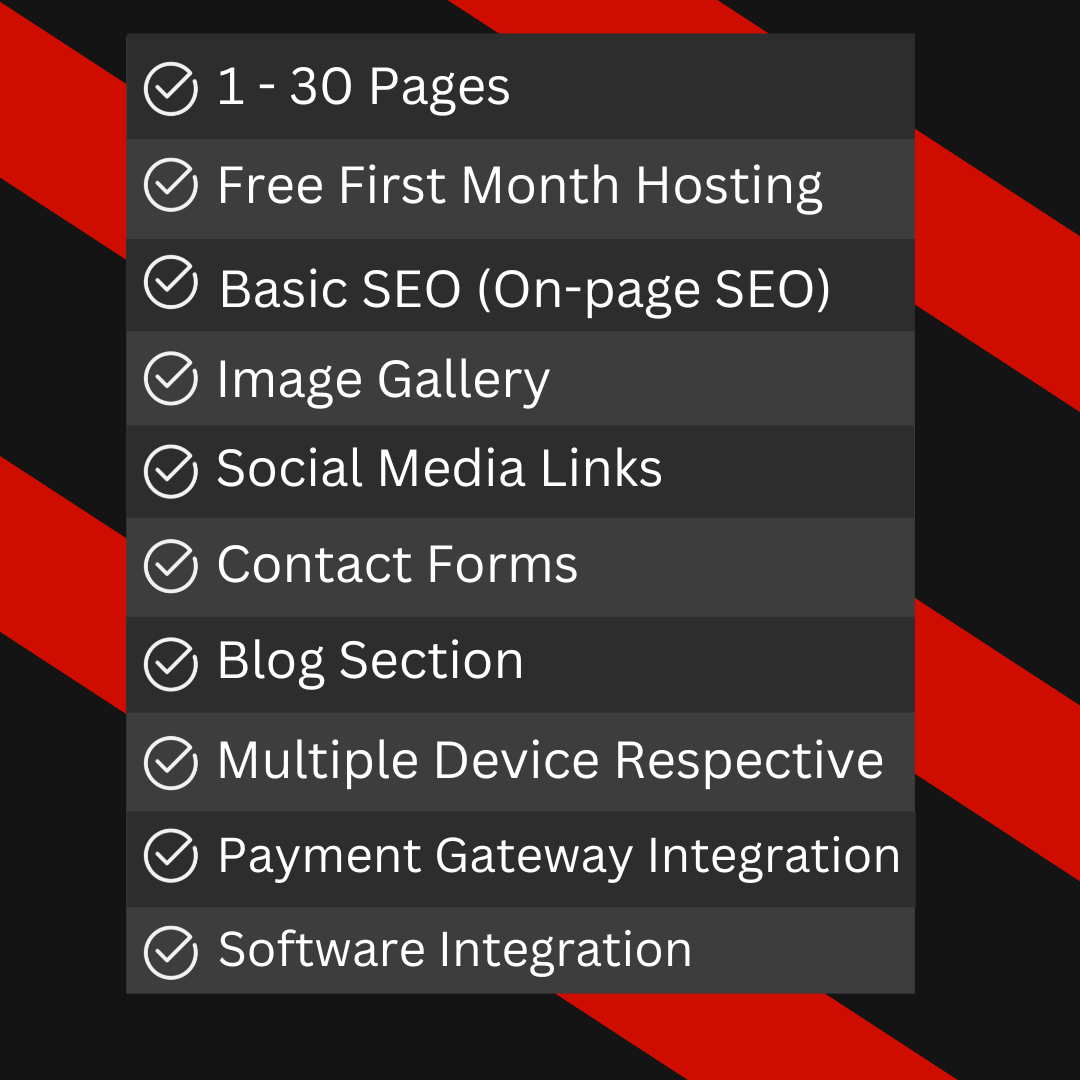 1 - 30 Pages
Free First Month Hosting
Basic SEO (On-page SEO)
Image Gallery
Social Media Links
Contact Forms
Blog Section
Multiple Device Respective
Payment Gateway Integration
Software Integration